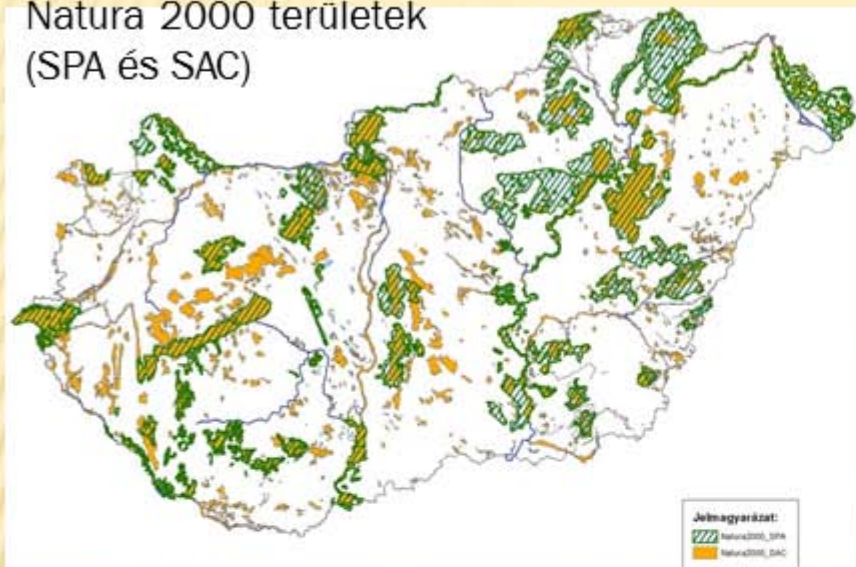 Natura 2000 területek
(SPA és SAC)
Jelmagyarázat:
Natura2000_SPA
Natura2000_SAC